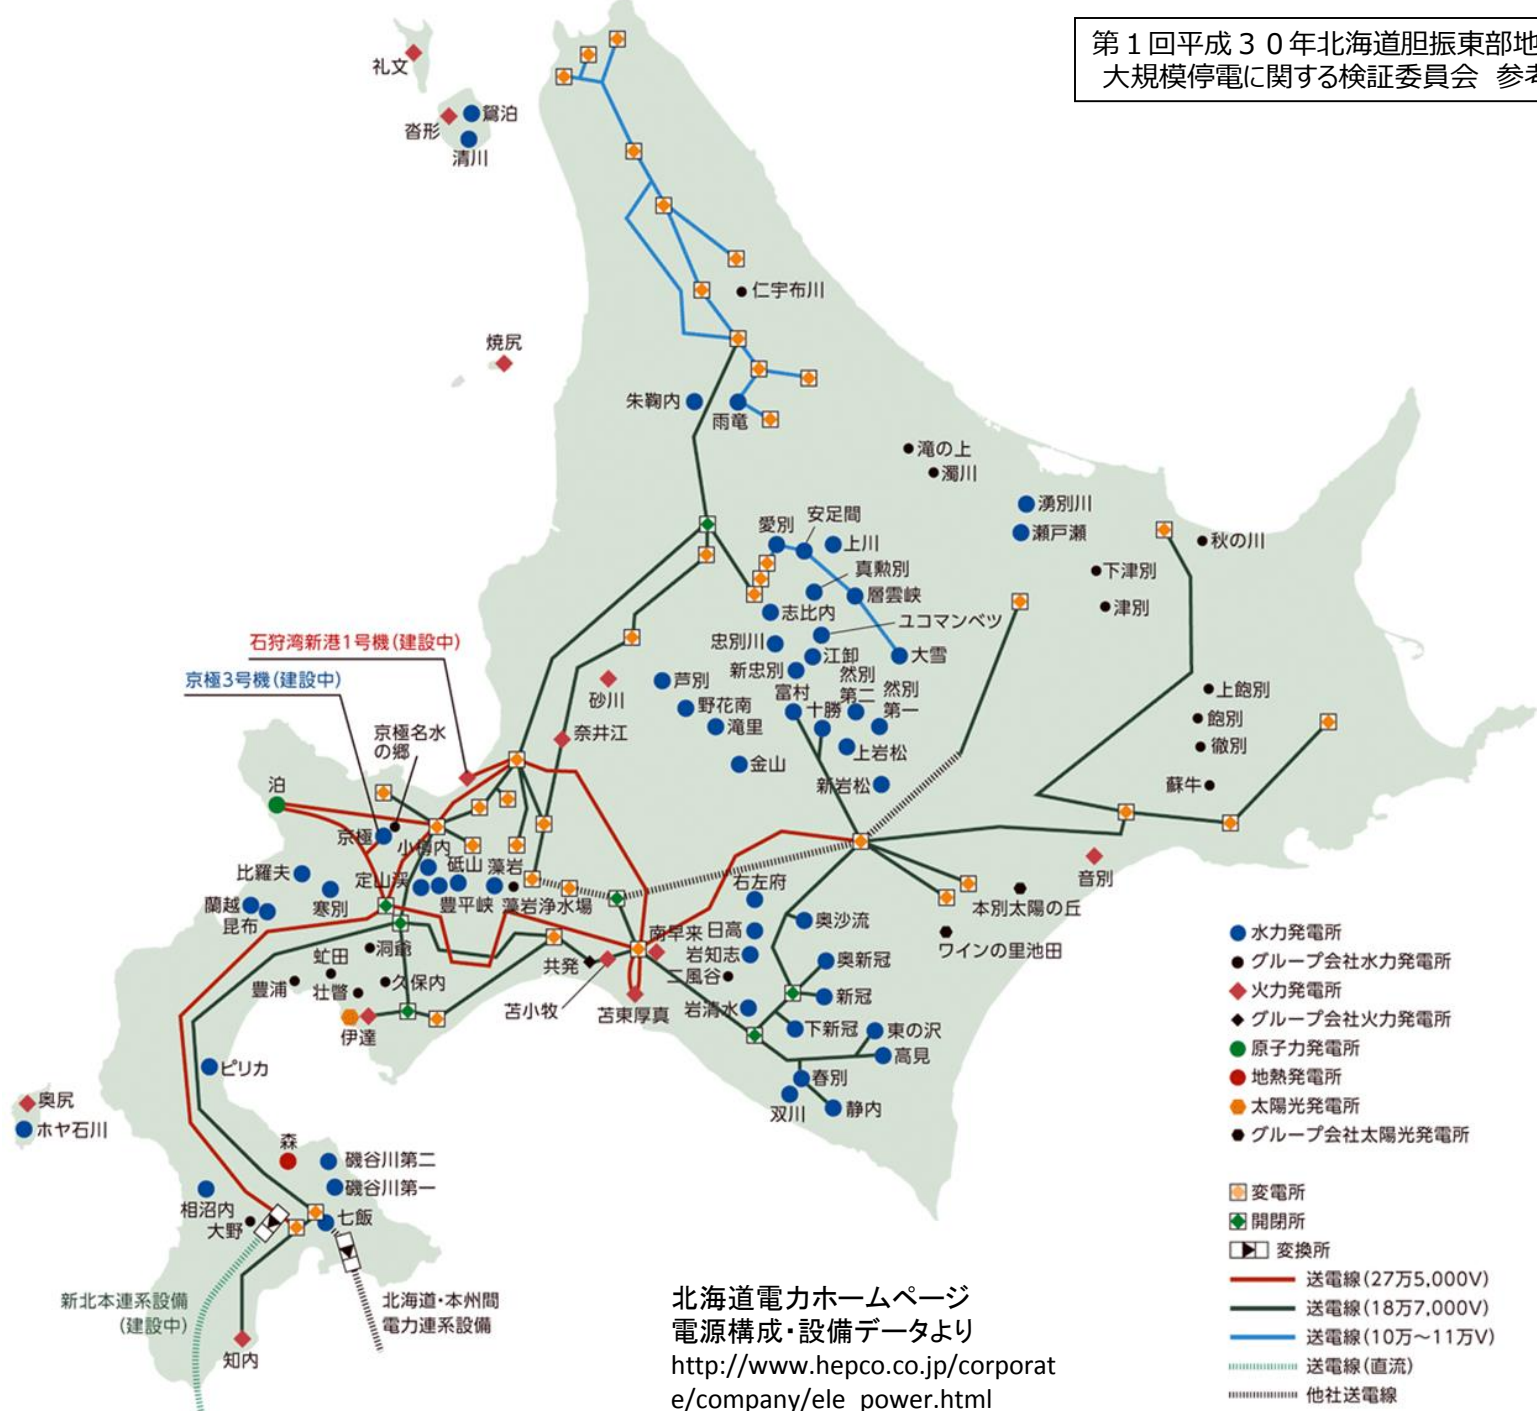 第１回平成３０年北海道胆振東部地
大規模停電に関する検証委員会 参考
礼文
沓形
鴛泊
清川
仁宇布川
焼尻
朱鞠内
雨竜
滝の上
濁川
湧別川
瀬戸瀬
安足間
愛別
上川
秋の川
真勲別
下津別
層雲峡
志比内
津別
ユコマンベツ
忠別川
石狩湾新港1号機(建設中)
江卸
大雪
新忠別
然別
第二
然別
第一
京極3号機(建設中)
芦別
砂川
富村
上飽別
野花南
十勝
飽別
京極名水
の郷
滝里
奈井江
上岩松
徹別
金山
泊
新岩松
蘇牛
京極
小樽内
砥山
藻岩
比羅夫
定山渓
右左府
音別
蘭越
昆布
寒別
豊平峡
藻岩浄水場
本別太陽の丘
奥沙流
南早来
日高
洞爺
岩知志
ワインの里池田
虻田
共発
二風谷
奥新冠
豊浦
壮瞥
久保内
新冠
苫小牧
苫東厚真
岩清水
伊達
下新冠
東の沢
高見
ピリカ
春別
双川
静内
奥尻
ホヤ石川
森
磯谷川第二
磯谷川第一
相沼内
大野
七飯
新北本連系設備
(建設中)
北海道・本州間
電力連系設備
知内
水力発電所
グループ会社水力発電所
火力発電所
グループ会社火力発電所
原子力発電所
地熱発電所
太陽光発電所
グループ会社太陽光発電所
変電所
開閉所
変換所
送電線(27万5,000V)
送電線(18万7,000V)
送電線(10万～11万V)
送電線(直流)
他社送電線
北海道電力ホームページ
電源構成・設備データより
http://www.hepco.co.jp/corporat
e/company/ele_power.html